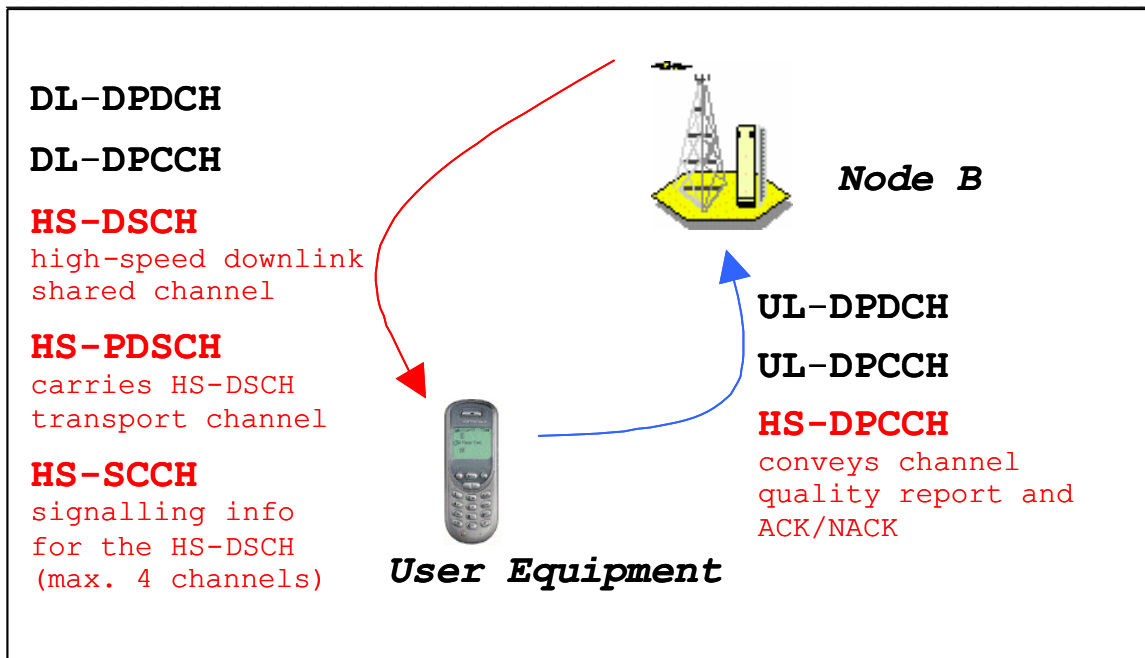 DL-DPDCH
DL-DPCCH
HS-DSCH
high-speed downlink
shared channel
HS-PDSCH
carries HS-DSCH
transport channel
HS-SCCH
signalling info
for the HS-DSCH
(max. 4 channels)
Node B
UL-DPDCH
UL-DPCCH
HS-DPCCH
conveys channel
quality report and
ACK/NACK
User Equipment